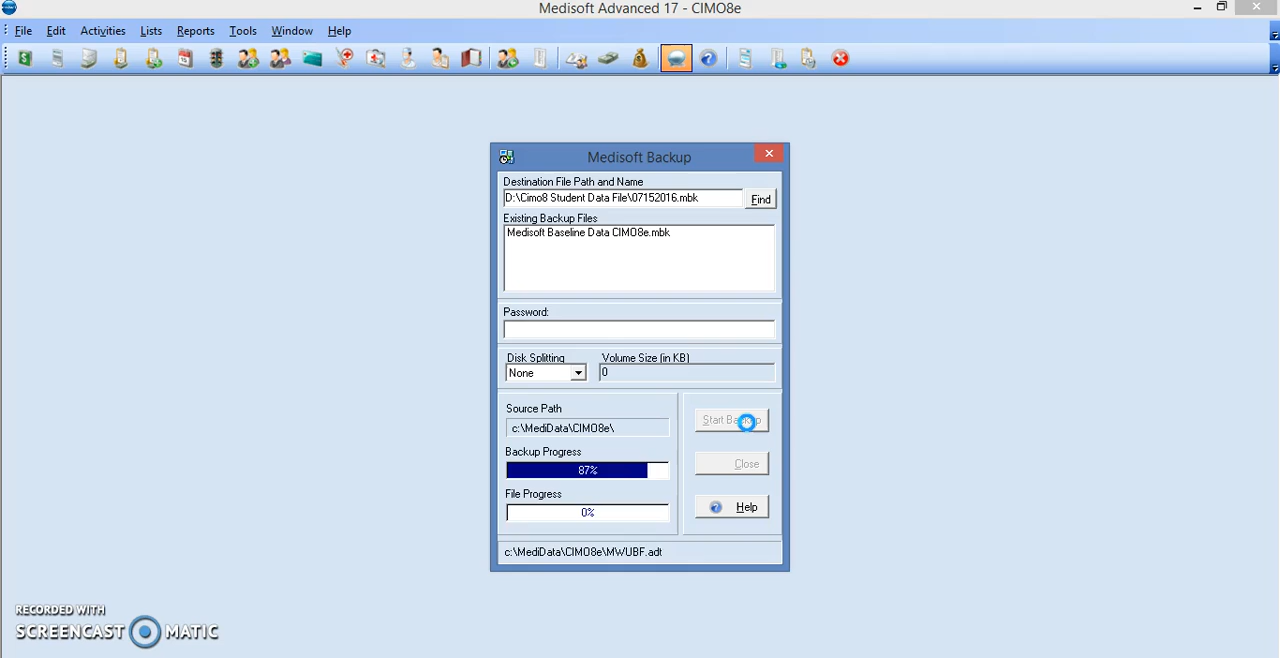 Medisoft Advanced 17 - CIMO8e
File Edit Activities Lists Reports Tools Window Help
Medisoft Backup
Destination File Path and Name
D:\Cimo8 Student Data File\07152016.mbk
Find
Existing Backup Files
Medisoft Baseline Data CIMO8e.mbk
Password:
Disk Splitting
Volume Size (in KB)
None
0
Source Path
c:\MediData\CIMO8e\
Start Backup
Backup Progress
87%
Close
File Progress
0%
Help
c:\MediData\CIMO8e\MWUBF.adt
RECORDED WITH
SCREENCAST MATIC